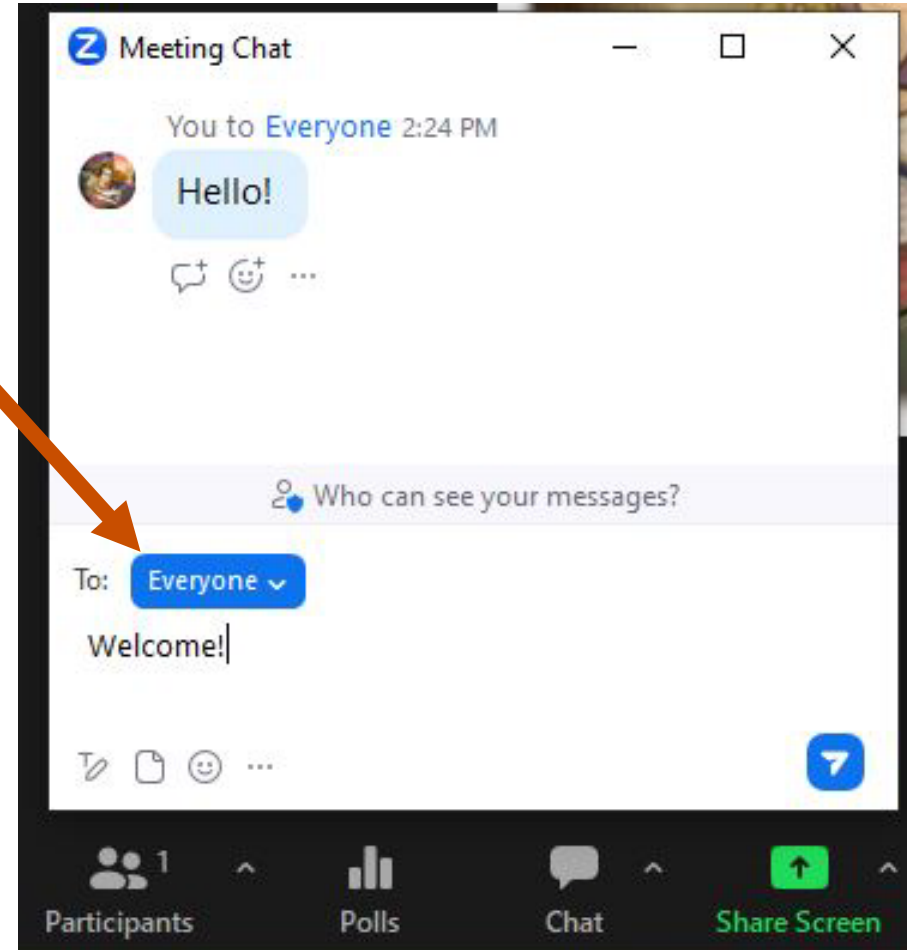 Z Meeting Chat
You to Everyone 2:24 PM
Hello!
Who can see your messages?
To: Everyone
Welcome!
1
Participants Polls Chat Share Screen